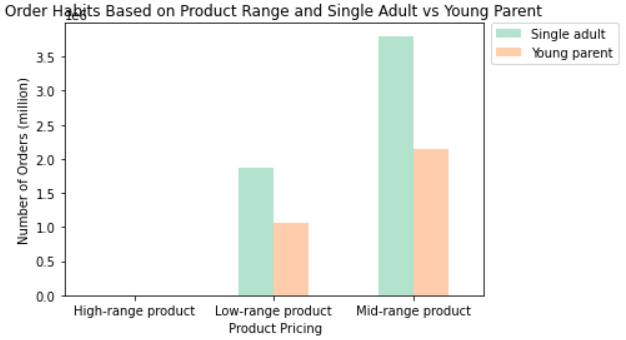 Order Habits Based on Product Range and Single Adult vs Young Parent
1e6
Single adult
Young parent
Number of Orders (million)
3.5
3.0
2.5
2.0
1.5
1.0
0.5
0.0
High-range product
Low-range product
Mid-range product
Product Pricing